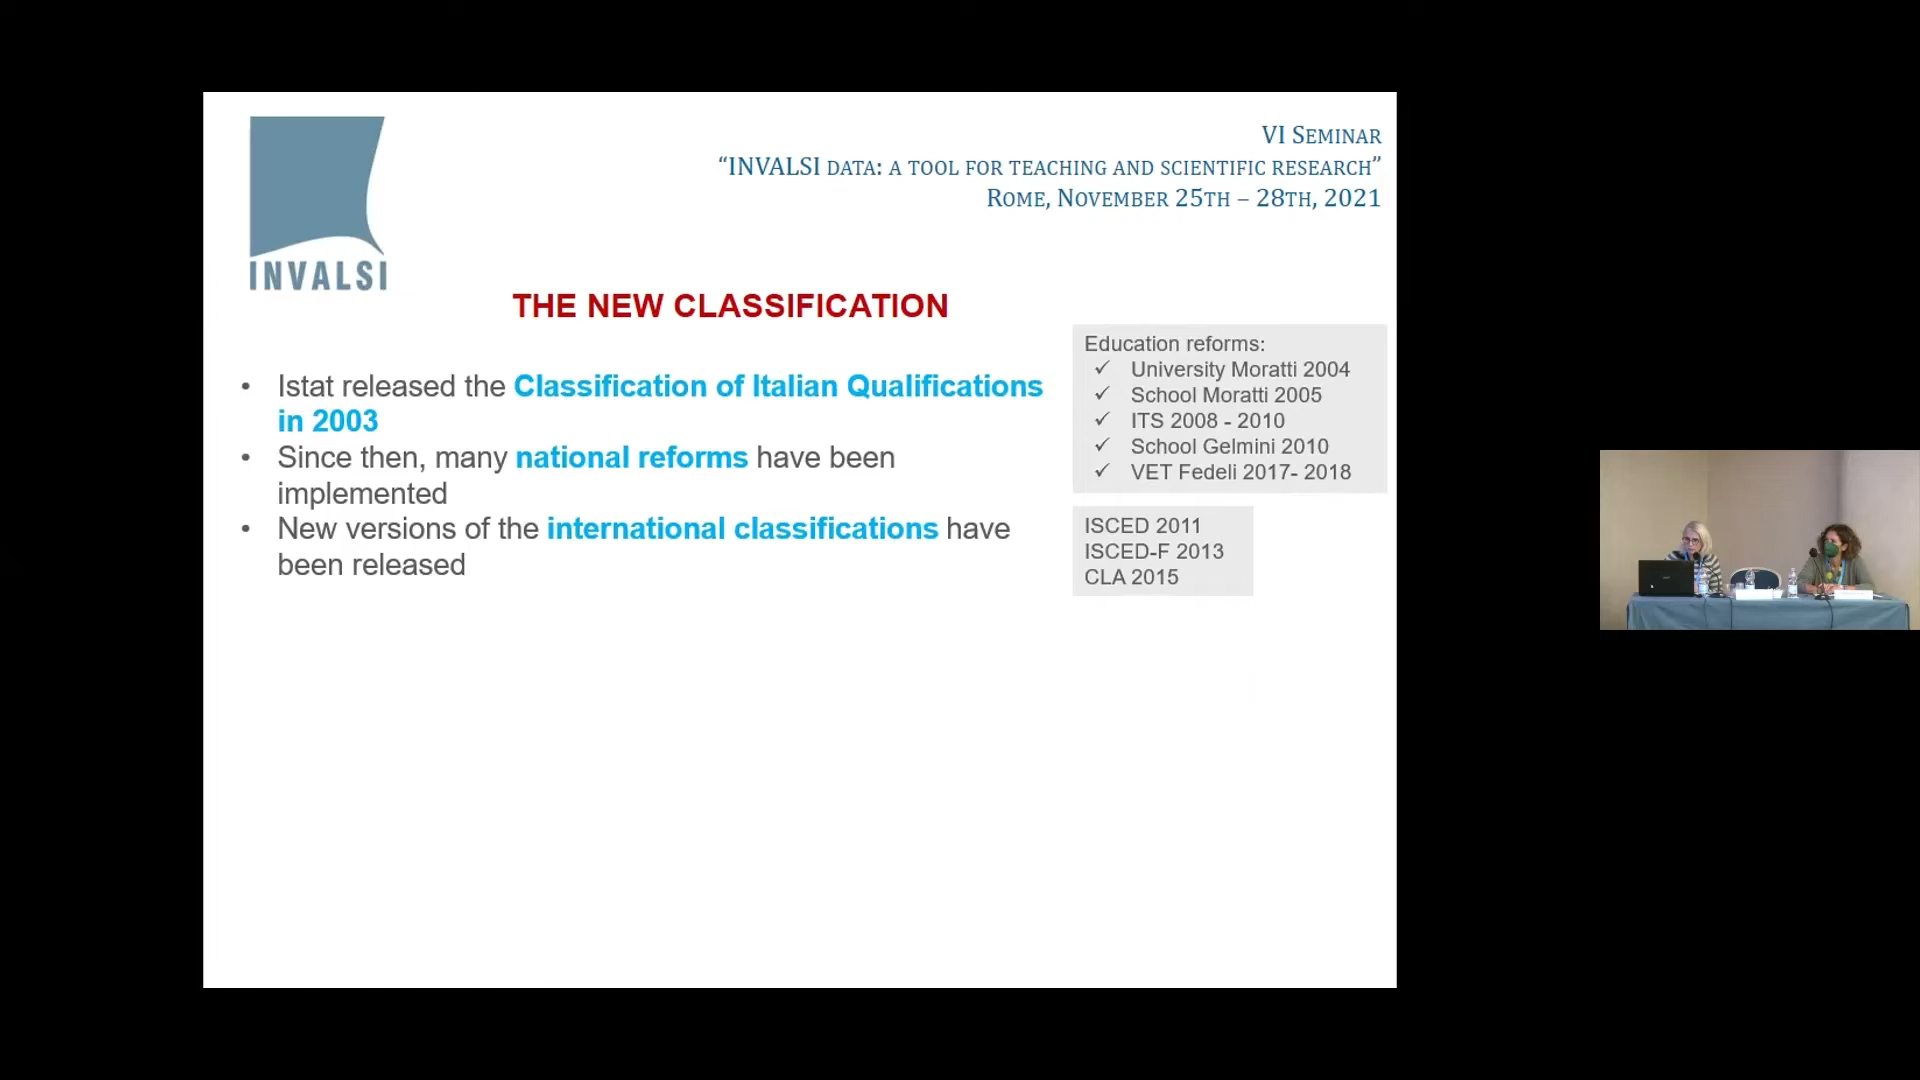 INVALSI
VI SEMINAR
“INVALSI DATA: A TOOL FOR TEACHING AND SCIENTIFIC RESEARCH”
ROME, NOVEMBER 25TH – 28TH, 2021
THE NEW CLASSIFICATION
• Istat released the Classification of Italian Qualifications
in 2003
• Since then, many national reforms have been
implemented
• New versions of the international classifications have
been released
Education reforms:
✓ University Moratti 2004
✓ School Moratti 2005
✓ ITS 2008 - 2010
✓ School Gelmini 2010
✓ VET Fedeli 2017- 2018
ISCED 2011
ISCED-F 2013
CLA 2015